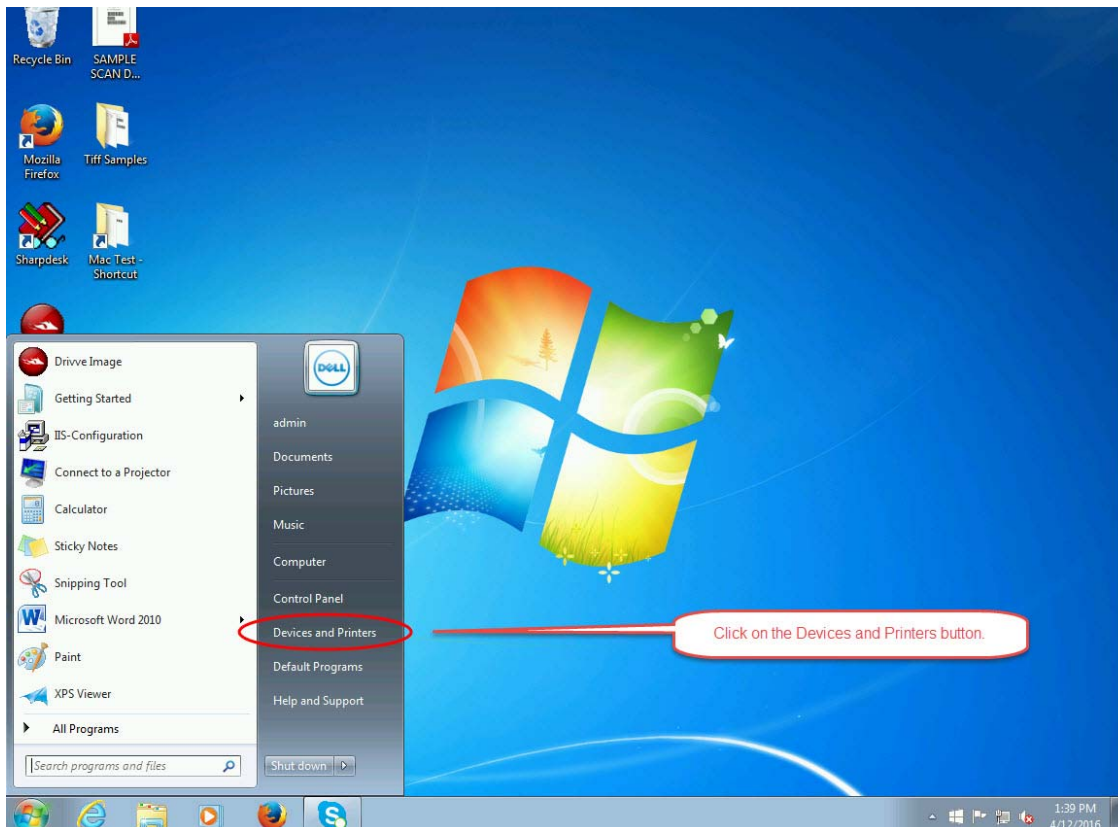 Recycle Bin
SAMPLE
SCAN D...
Mozilla
Firefox
Tiff Samples
Sharpdesk
Mac Test -
Shortcut
Drivve Image
Getting Started
IIS-Configuration
Connect to a Projector
Calculator
Sticky Notes
Snipping Tool
Microsoft Word 2010
Paint
XPS Viewer
All Programs
Search programs and files
DELL
admin
Documents
Pictures
Music
Computer
Control Panel
Devices and Printers
Default Programs
Help and Support
Shut down
Click on the Devices and Printers button.
1:39 PM
4/12/2016